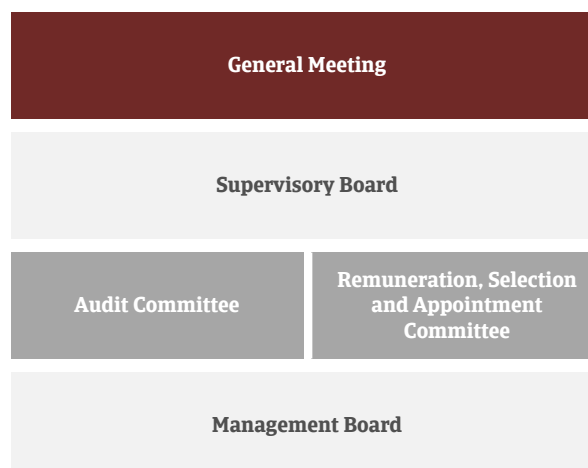 General Meeting
Supervisory Board
Audit Committee
Remuneration, Selection
and Appointment
Committee
Management Board